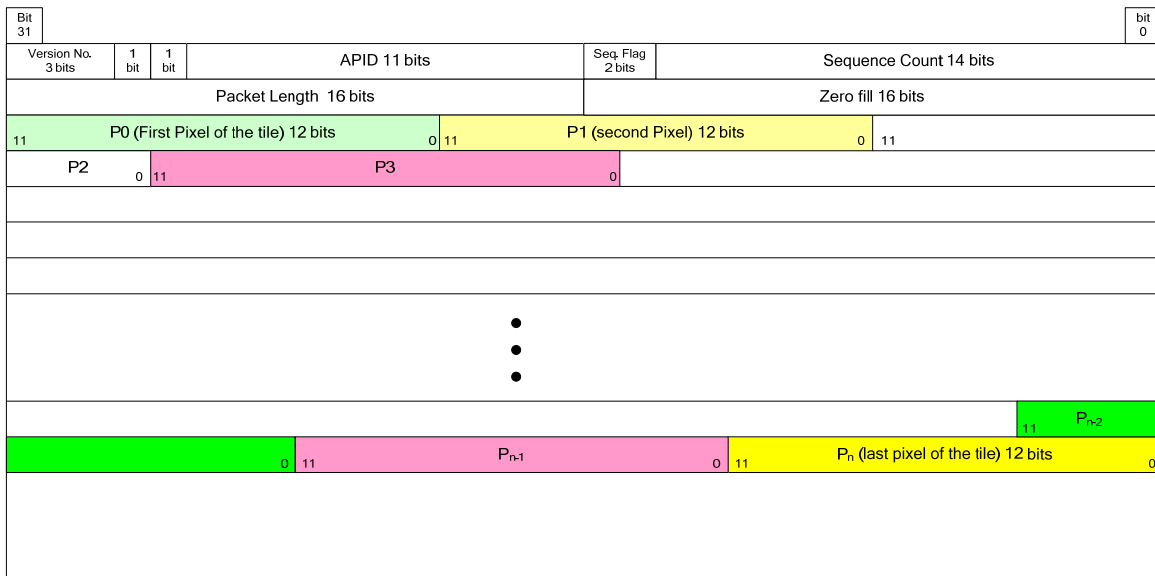 Bit
31
bit
0
Version No.
3 bits
1
bit
1
bit
APID 11 bits
Seq. Flag
2 bits
Sequence Count 14 bits
Packet Length 16 bits
Zero fill 16 bits
11 P0 (First Pixel of the tile) 12 bits 0
11 P1 (second Pixel) 12 bits 0
11
P2 0
11 P3 0
11 Pn-2
0
11 Pn-1 0
11 Pn (last pixel of the tile) 12 bits 0